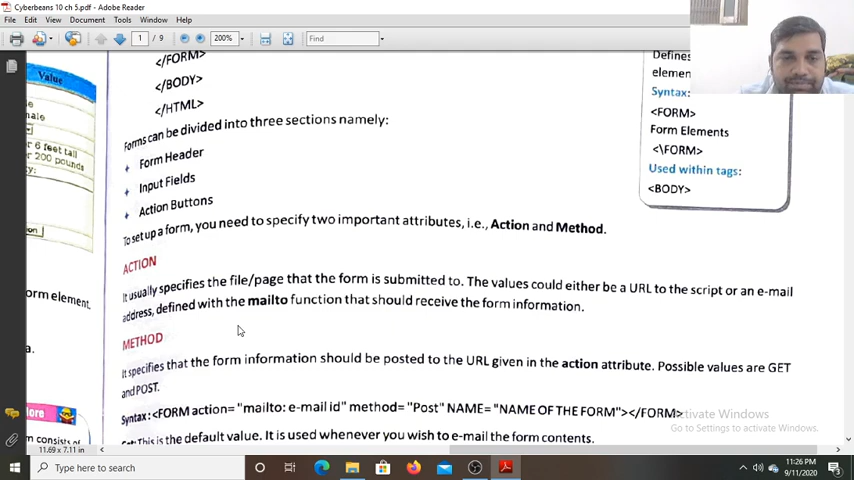 Cyberbeans 10 ch 5.pdf - Adobe Reader
File Edit View Document Tools Window Help
1 / 9 200% Find
Value
male
r 6 feet tall
r 200 pounds
orm element.
</FORM>
</BODY>
</HTML>
Forms can be divided into three sections namely:
+ Form Header
+ Input Fields
+ Action Buttons
To set up a form, you need to specify two important attributes, i.e., Action and Method.
ACTION
It usually specifies the file/page that the form is submitted to. The values could either be a URL to the script or an e-mail
address, defined with the mailto function that should receive the form information.
METHOD
It specifies that the form information should be posted to the URL given in the action attribute. Possible values are GET
and POST.
Syntax : <FORM action= "mailto: e-mail id" method= "Post" NAME= "NAME OF THE FORM"></FORM>
This is the default value. It is used whenever you wish to e-mail the form contents.
Define
elemen
Syntax:
<FORM>
Form Elements
<\FORM>
Used within tags:
<BODY>
lore
m consists of
Activate Windows
Go to Settings to activate Windows.
11.69 x 7.11 in
Type here to search
11:26 PM
9/11/2020